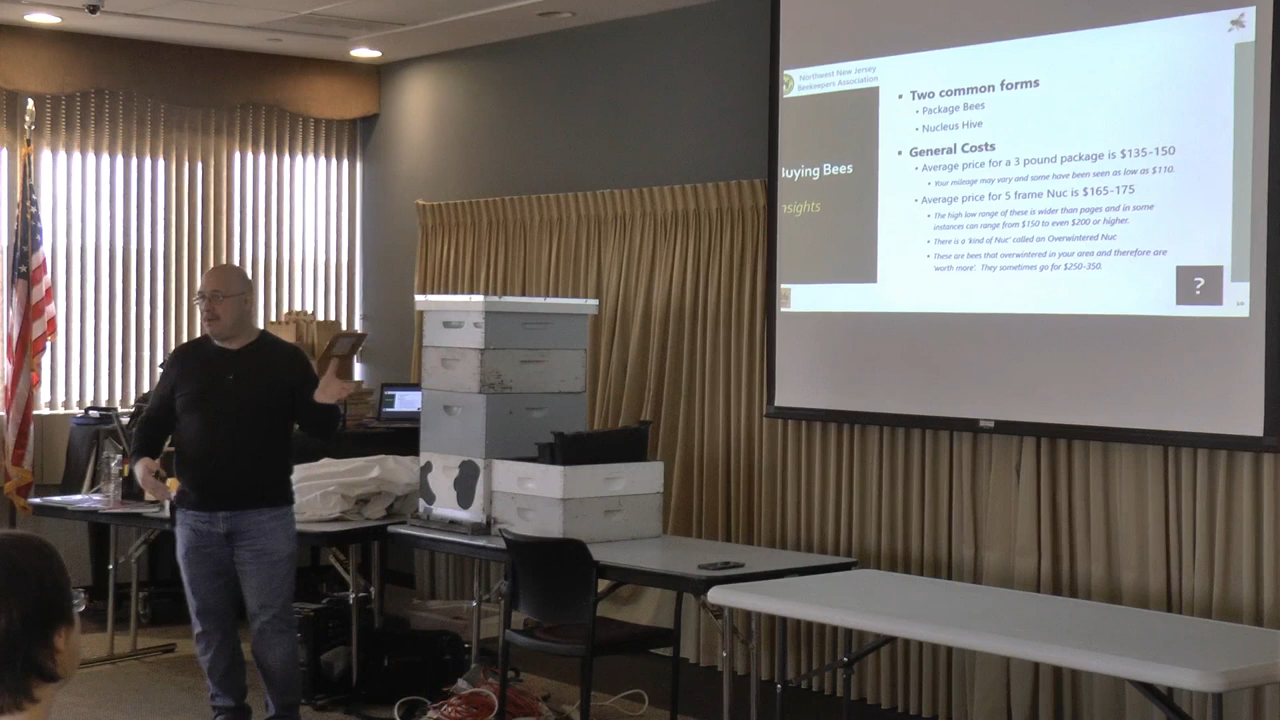 Northwest New Jersey
Beekeepers Association
Buying Bees
nsights
▪ Two common forms
• Package Bees
• Nucleus Hive
▪ General Costs
• Average price for a 3 pound package is $135-150
• Your mileage may vary and some have been seen as low as $110.
• Average price for 5 frame Nuc is $165-175
• The high low range of these is wider than pages and in some
instances can range from $150 to even $200 or higher.
• There is a 'kind of Nuc' called an Overwintered Nuc
• These are bees that overwintered in your area and therefore are
'worth more'. They sometimes go for $250-350.
?